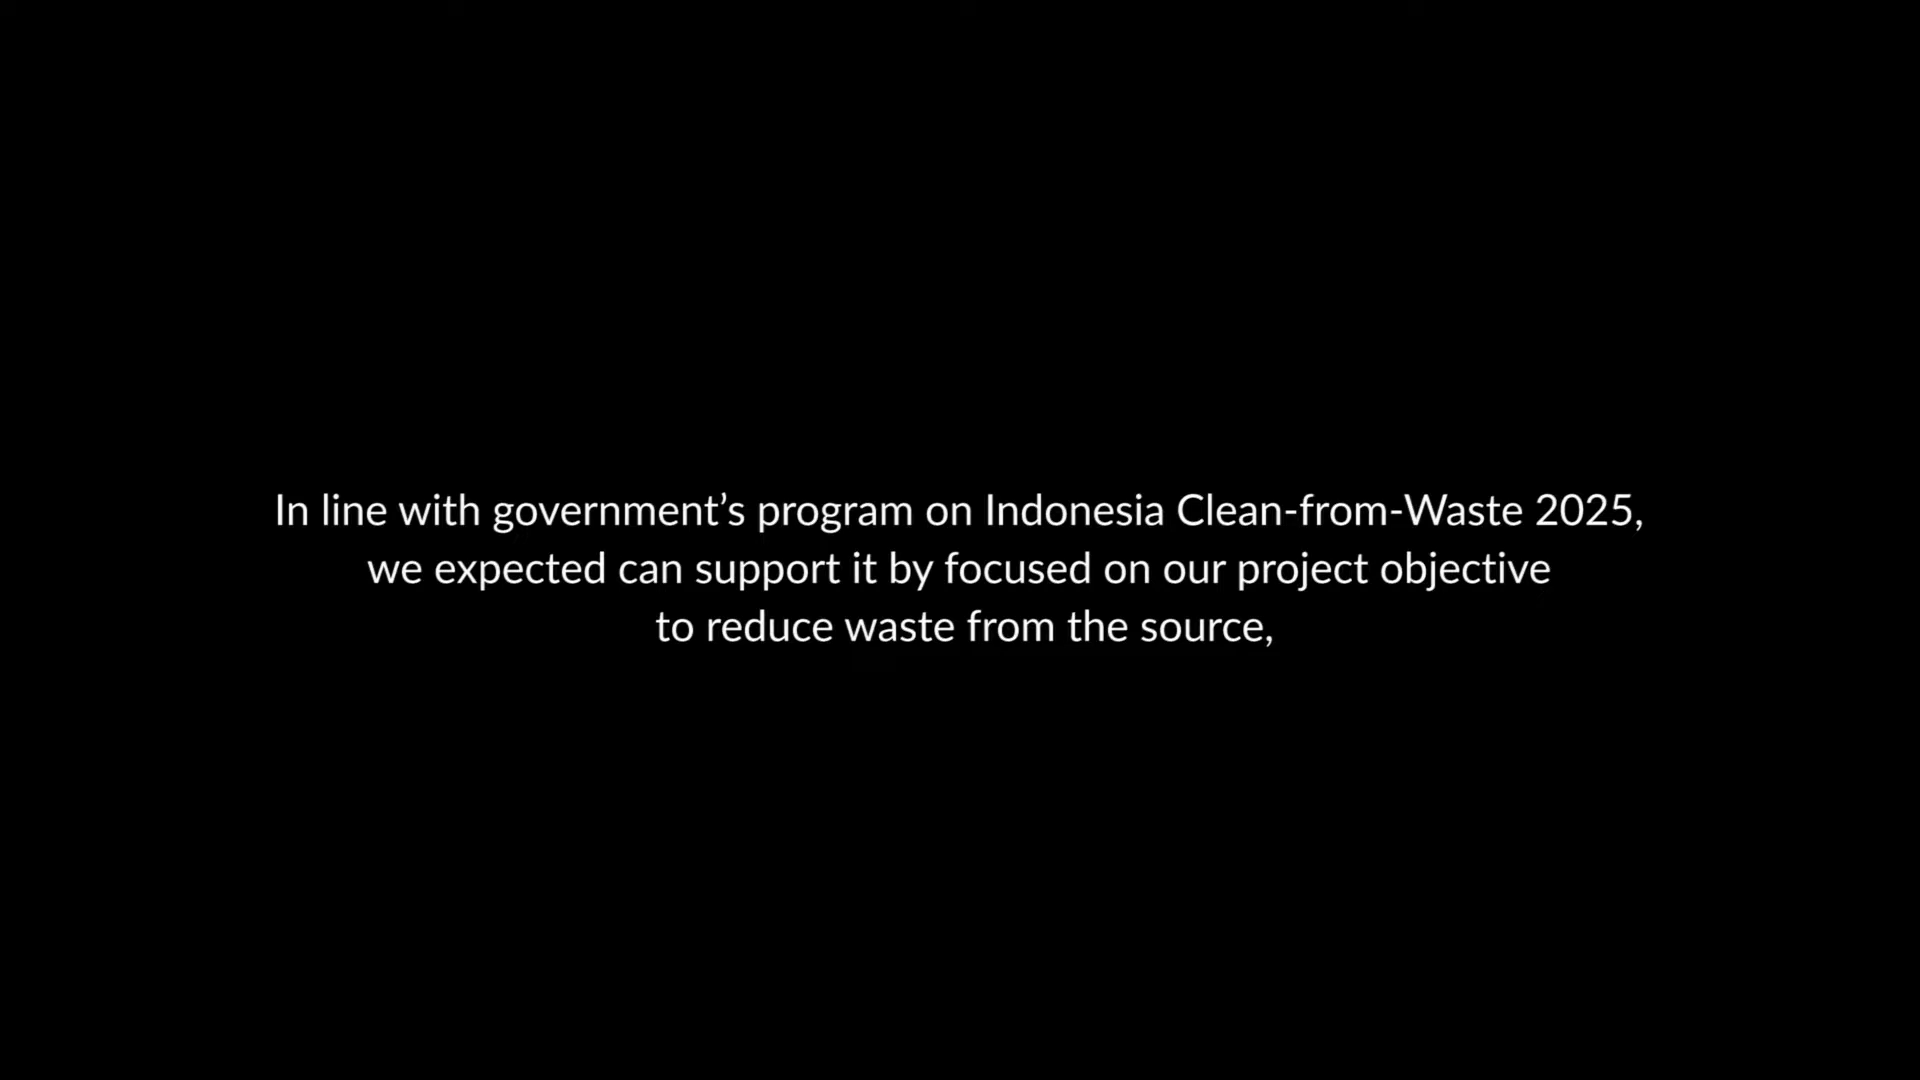 In line with government’s program on Indonesia Clean-from-Waste 2025,
we expected can support it by focused on our project objective
to reduce waste from the source,